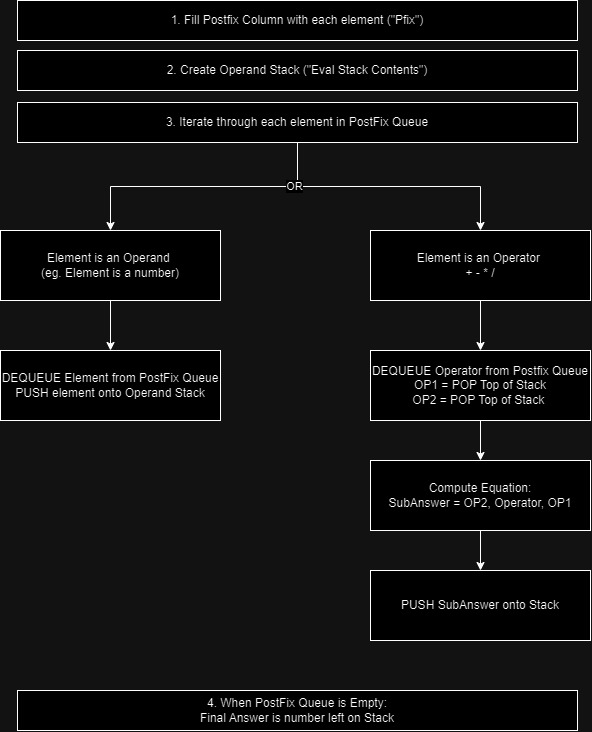 1. Fill Postfix Column with each element ("Pfix")
2. Create Operand Stack ("Eval Stack Contents")
3. Iterate through each element in PostFix Queue
OR
Element is an Operand
(eg. Element is a number)
Element is an Operator
+ - * /
DEQUEUE Element from PostFix Queue
PUSH element onto Operand Stack
DEQUEUE Operator from Postfix Queue
OP1 = POP Top of Stack
OP2 = POP Top of Stack
Compute Equation:
SubAnswer = OP2, Operator, OP1
PUSH SubAnswer onto Stack
4. When PostFix Queue is Empty:
Final Answer is number left on Stack